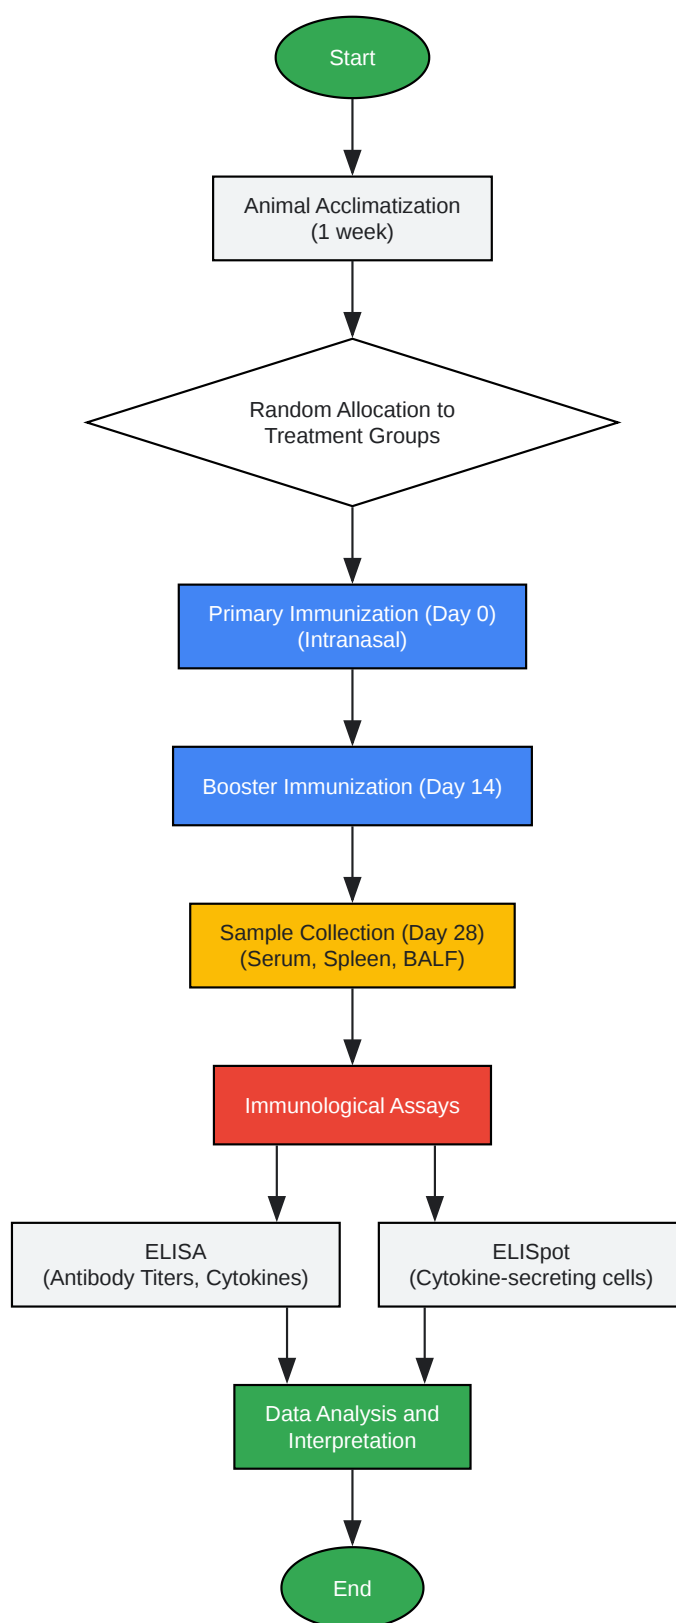 Start
Animal Acclimatization
(1 week)
Random Allocation to
Treatment Groups
Primary Immunization (Day 0)
(Intranasal)
Booster Immunization (Day 14)
Sample Collection (Day 28)
(Serum, Spleen, BALF)
Immunological Assays
ELISA
(Antibody Titers, Cytokines)
ELISpot
(Cytokine-secreting cells)
Data Analysis and
Interpretation
End